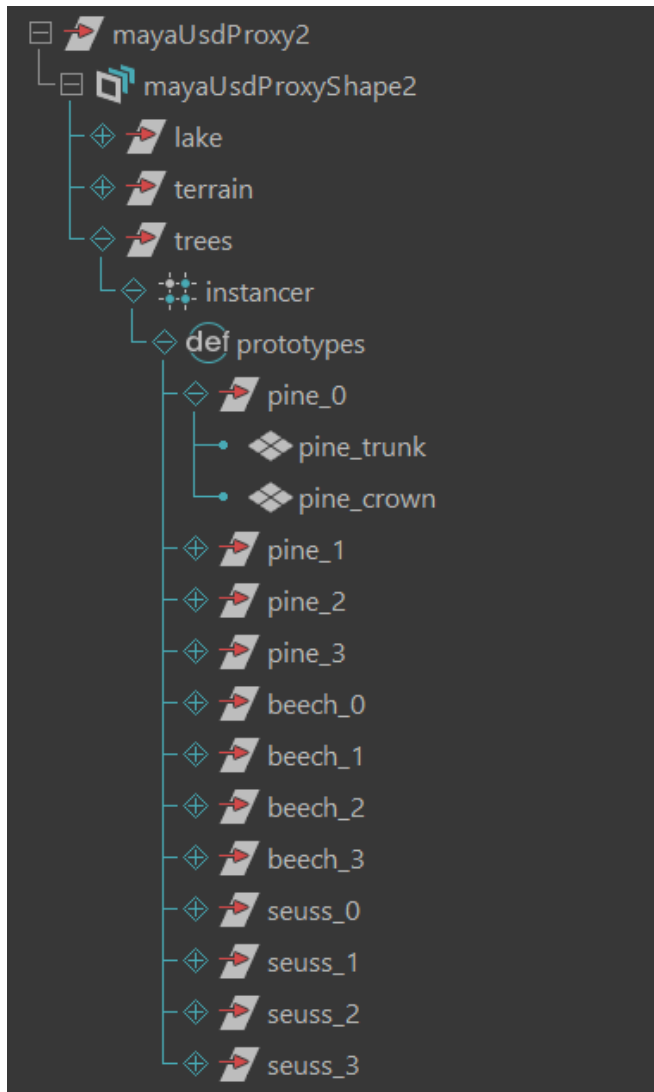 mayaUsdProxy2
mayaUsdProxyShape2
lake
terrain
trees
instancer
def prototypes
pine_0
pine_trunk
pine_crown
pine_1
pine_2
pine_3
beech_0
beech_1
beech_2
beech_3
seuss_0
seuss_1
seuss_2
seuss_3